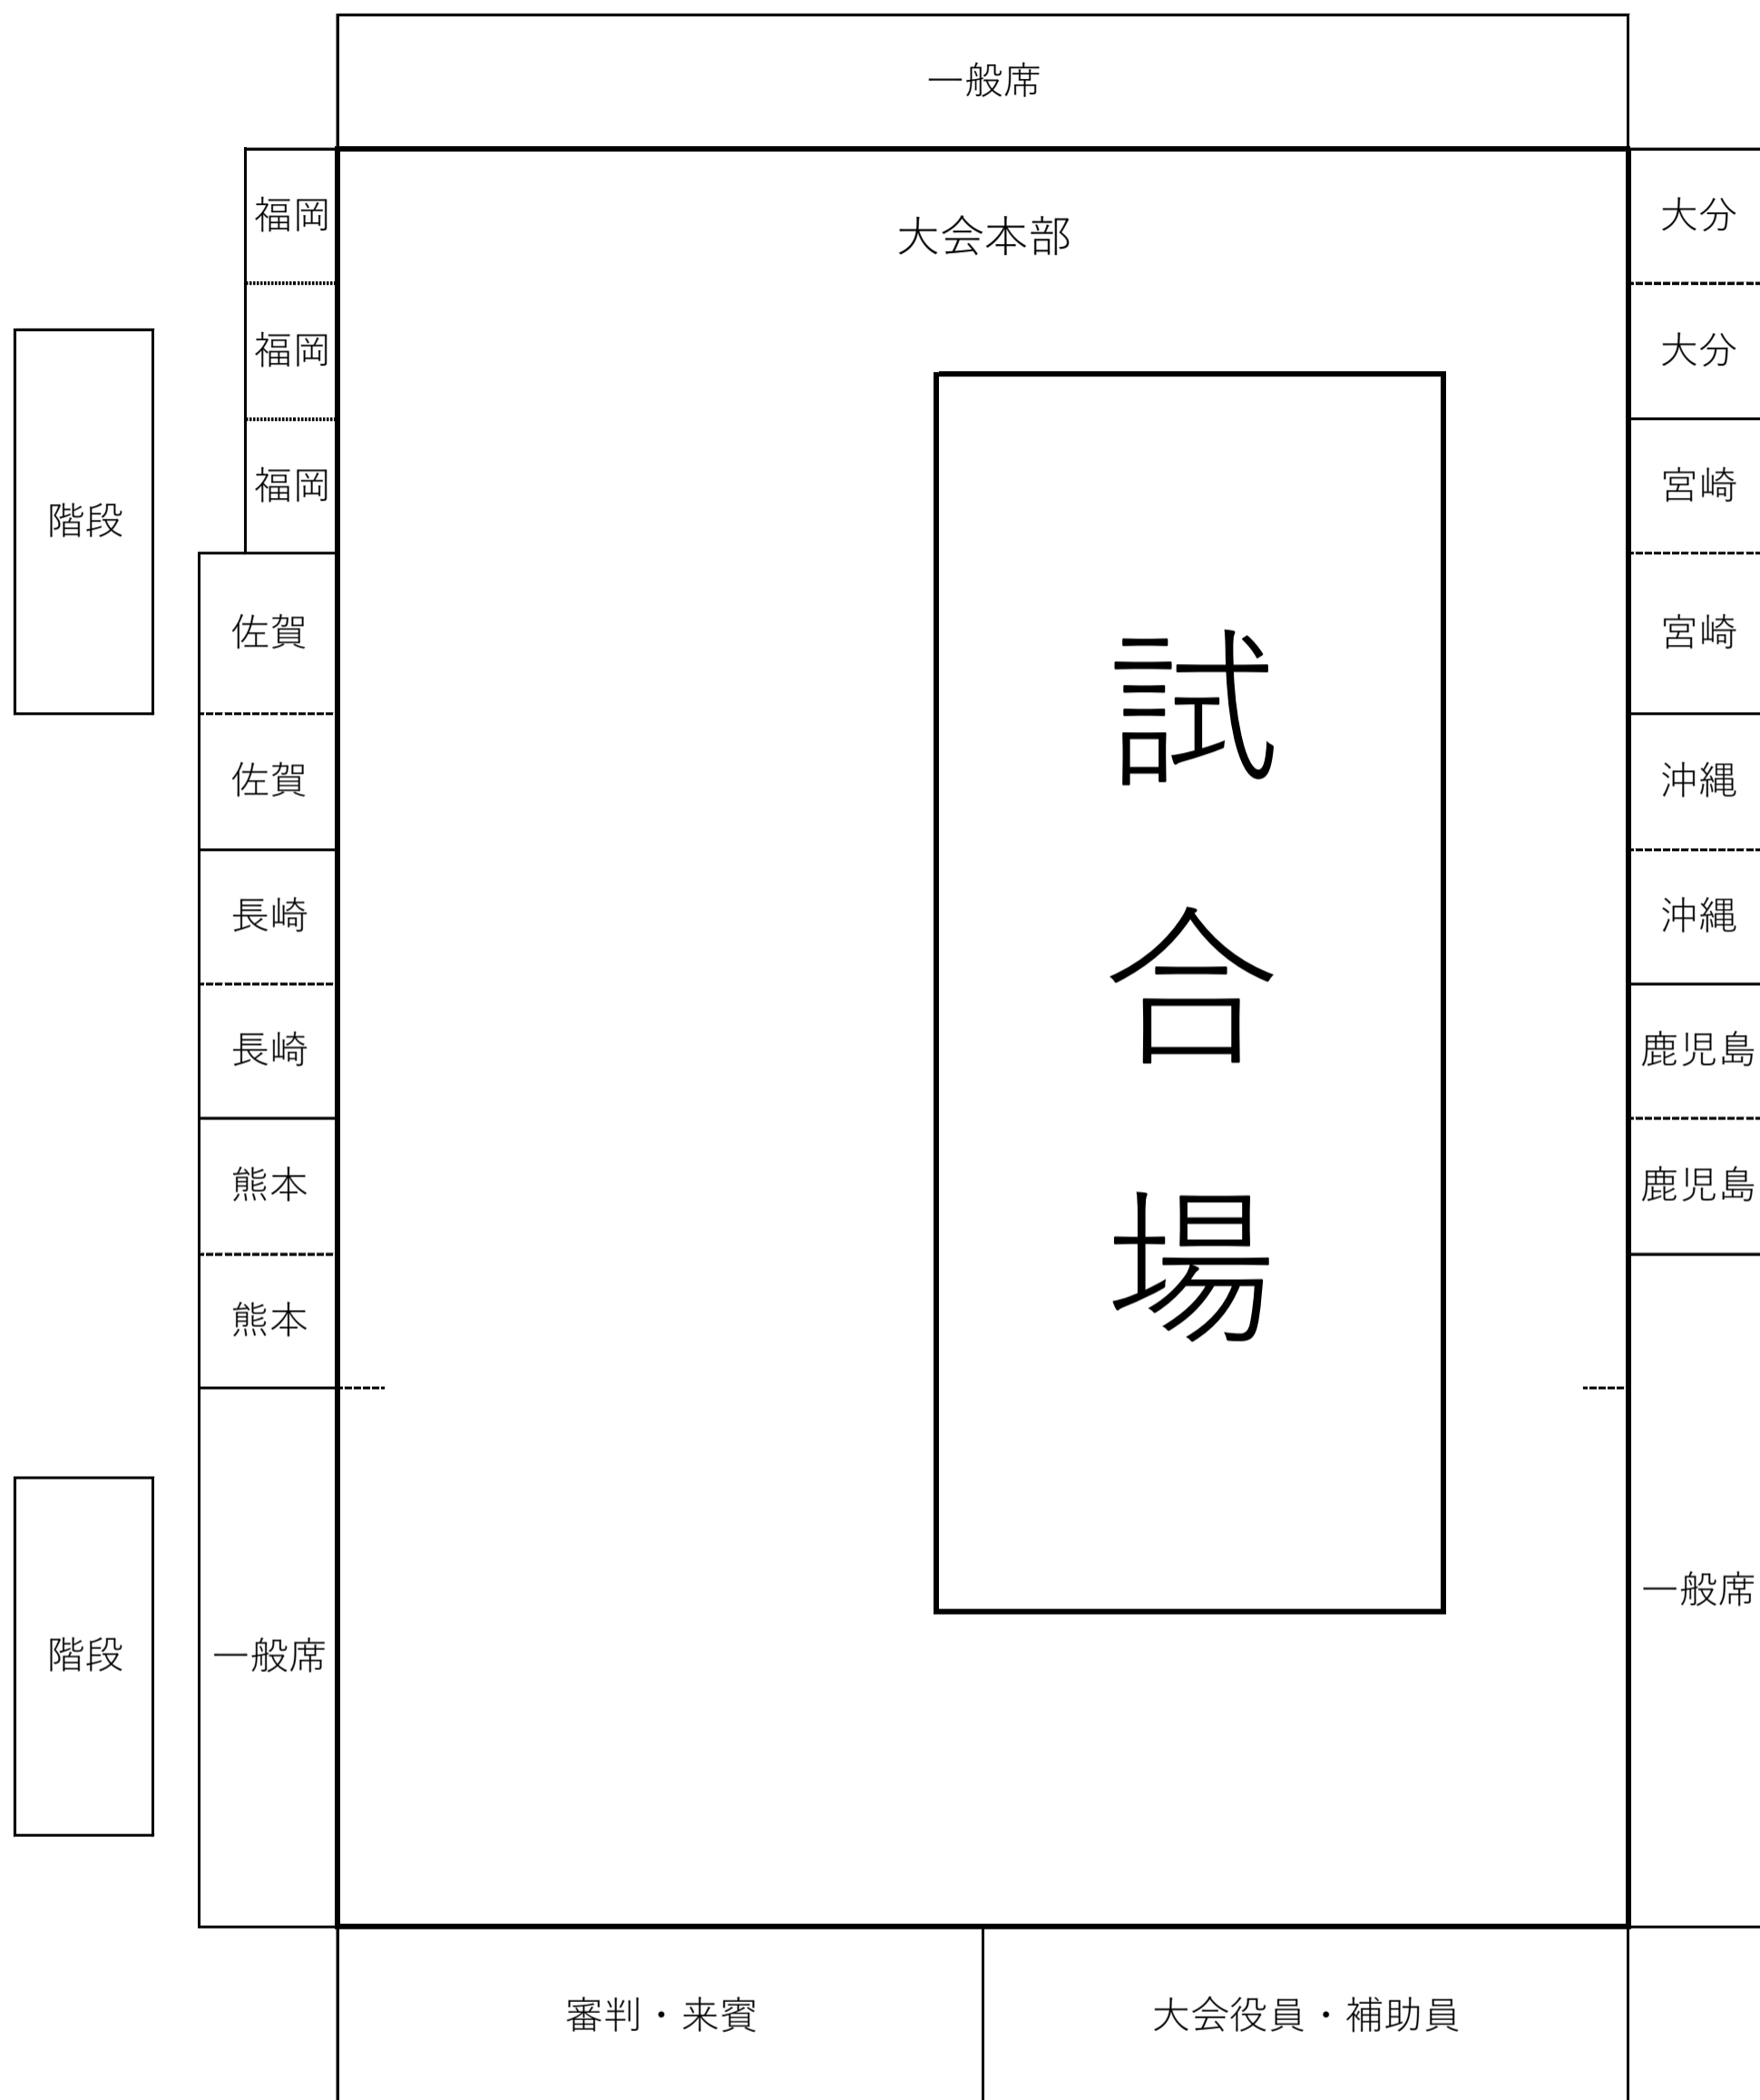 一般席
大会本部
福岡
福岡
福岡
佐賀
佐賀
長崎
長崎
熊本
熊本
一般席
階段
階段
試合場
大分
大分
宮崎
宮崎
沖縄
沖縄
鹿児島
鹿児島
一般席
審判・来賓
大会役員・補助員